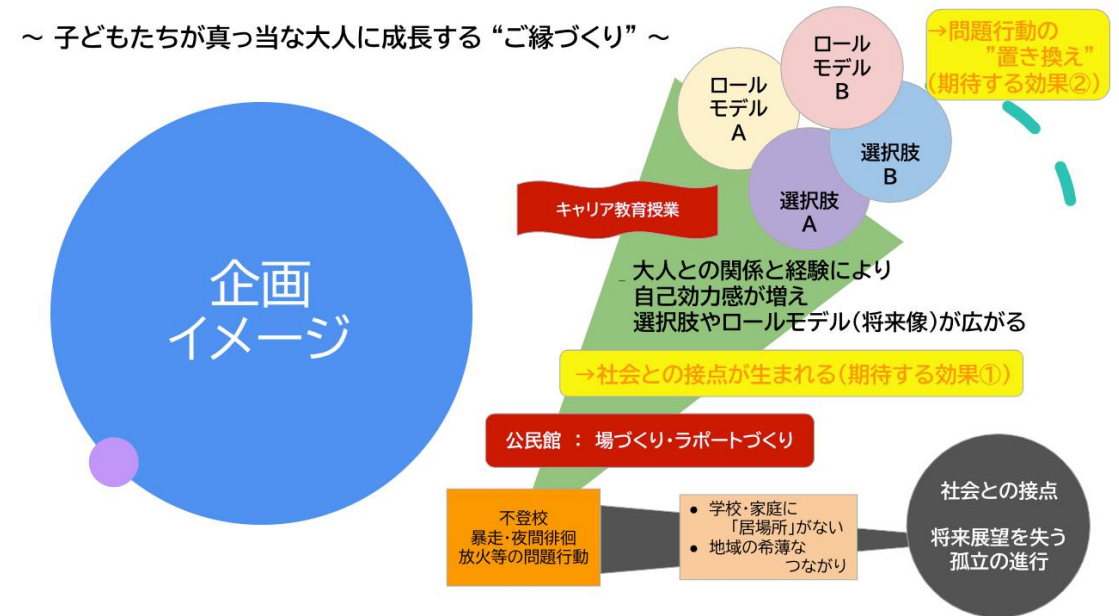 ～ 子どもたちが真っ当な大人に成長する “ご縁づくり” ～
企画
イメージ
ロール
モデル
A
ロール
モデル
B
選択肢
A
選択肢
B
→問題行動の
”置き換え”
(期待する効果②)
キャリア教育授業
大人との関係と経験により
自己効力感が増え
選択肢やロールモデル(将来像)が広がる
→社会との接点が生まれる(期待する効果①)
公民館 ： 場づくり・ラポートづくり
不登校
暴走・夜間徘徊
放火等の問題行動
● 学校・家庭に
「居場所」がない
● 地域の希薄な
つながり
社会との接点
将来展望を失う
孤立の進行